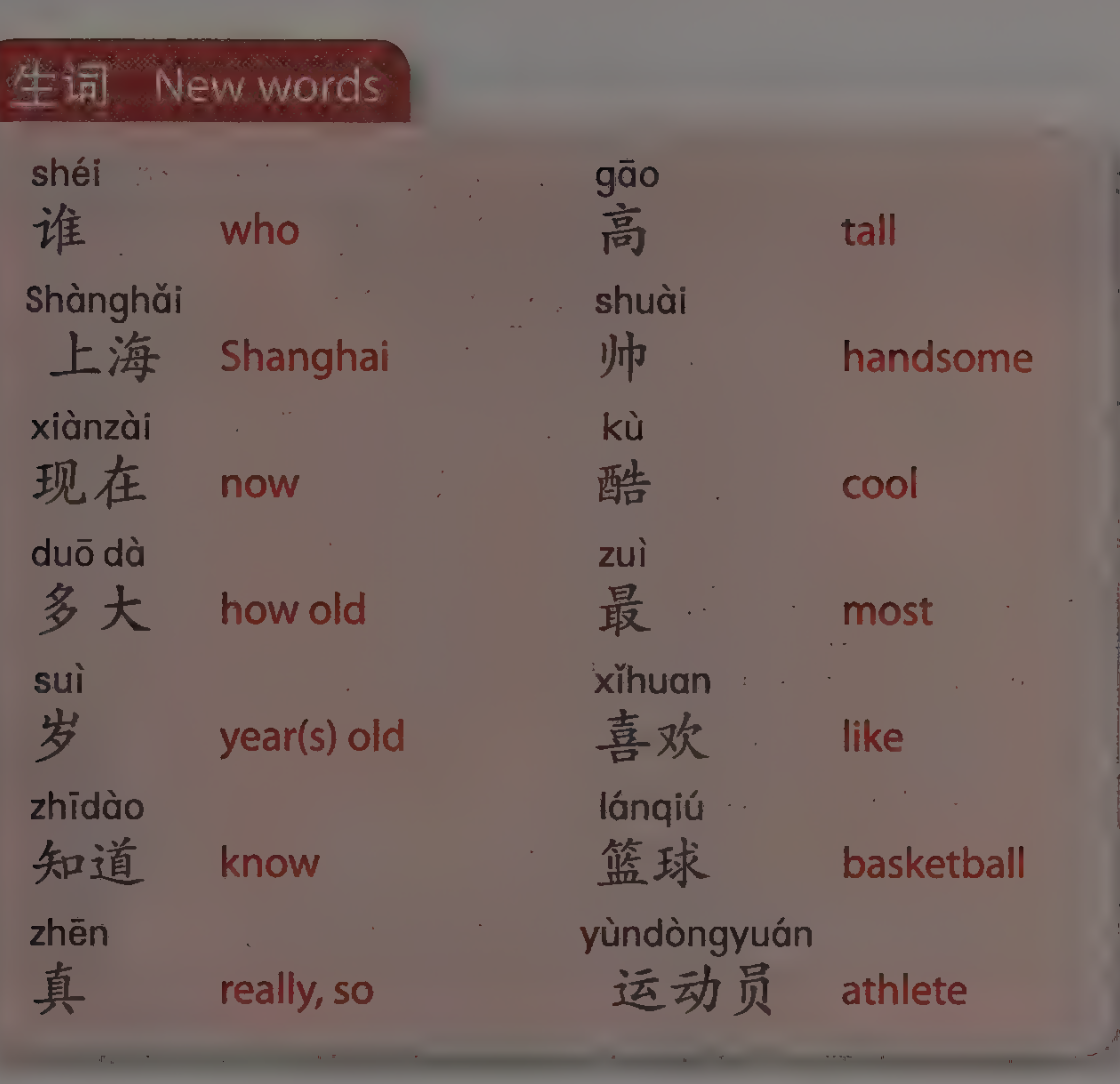 生词 New words
shéi
谁 who
Shànghǎi
上海 Shanghai
xiànzài
现在 now
duō dà
多大 how old
suì
岁 year(s) old
zhīdào
知道 know
zhēn
真 really, so
gāo
高 tall
shuài
帅 handsome
kù
酷 cool
zuì
最 most
xǐhuan
喜欢 like
lánqiú
篮球 basketball
yùndòngyuán
运动员 athlete